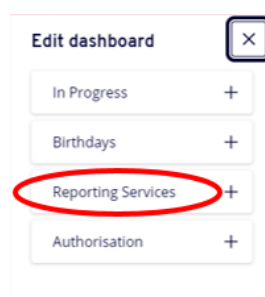 Edit dashboard
In Progress
Birthdays
Reporting Services
Authorisation